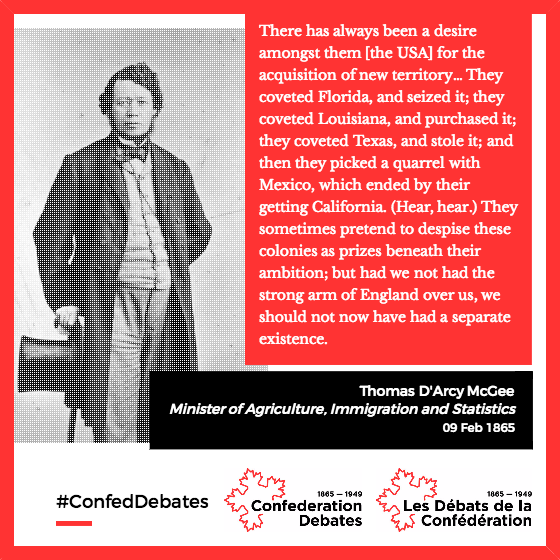 There has always been a desire
amongst them [the USA] for the
acquisition of new territory... They
coveted Florida, and seized it; they
coveted Louisiana, and purchased it;
they coveted Texas, and stole it; and
then they picked a quarrel with
Mexico, which ended by their
getting California. (Hear, hear.) They
sometimes pretend to despise these
colonies as prizes beneath their
ambition; but had we not had the
strong arm of England over us, we
should not now have had a separate
existence.
Thomas D'Arcy McGee
Minister of Agriculture, Immigration and Statistics
09 Feb 1865
#ConfedDebates
1865 — 1949
Confederation
Debates
1865 — 1949
Les Débats de la
Confédération